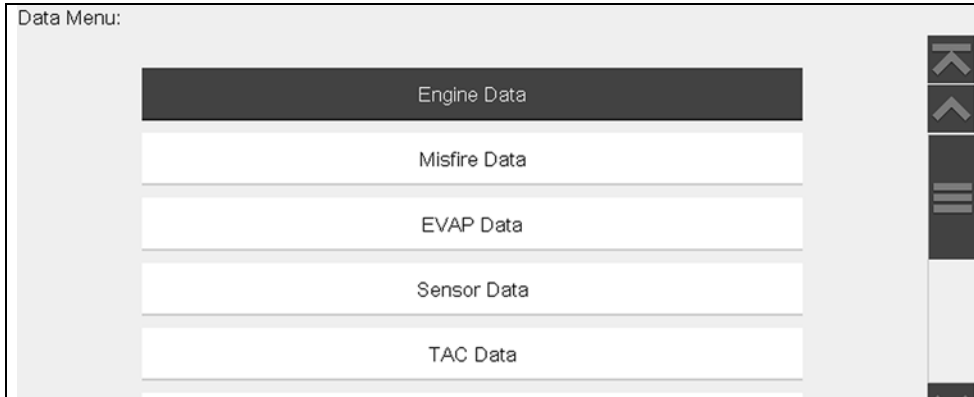 Data Menu:
Engine Data
Misfire Data
EVAP Data
Sensor Data
TAC Data